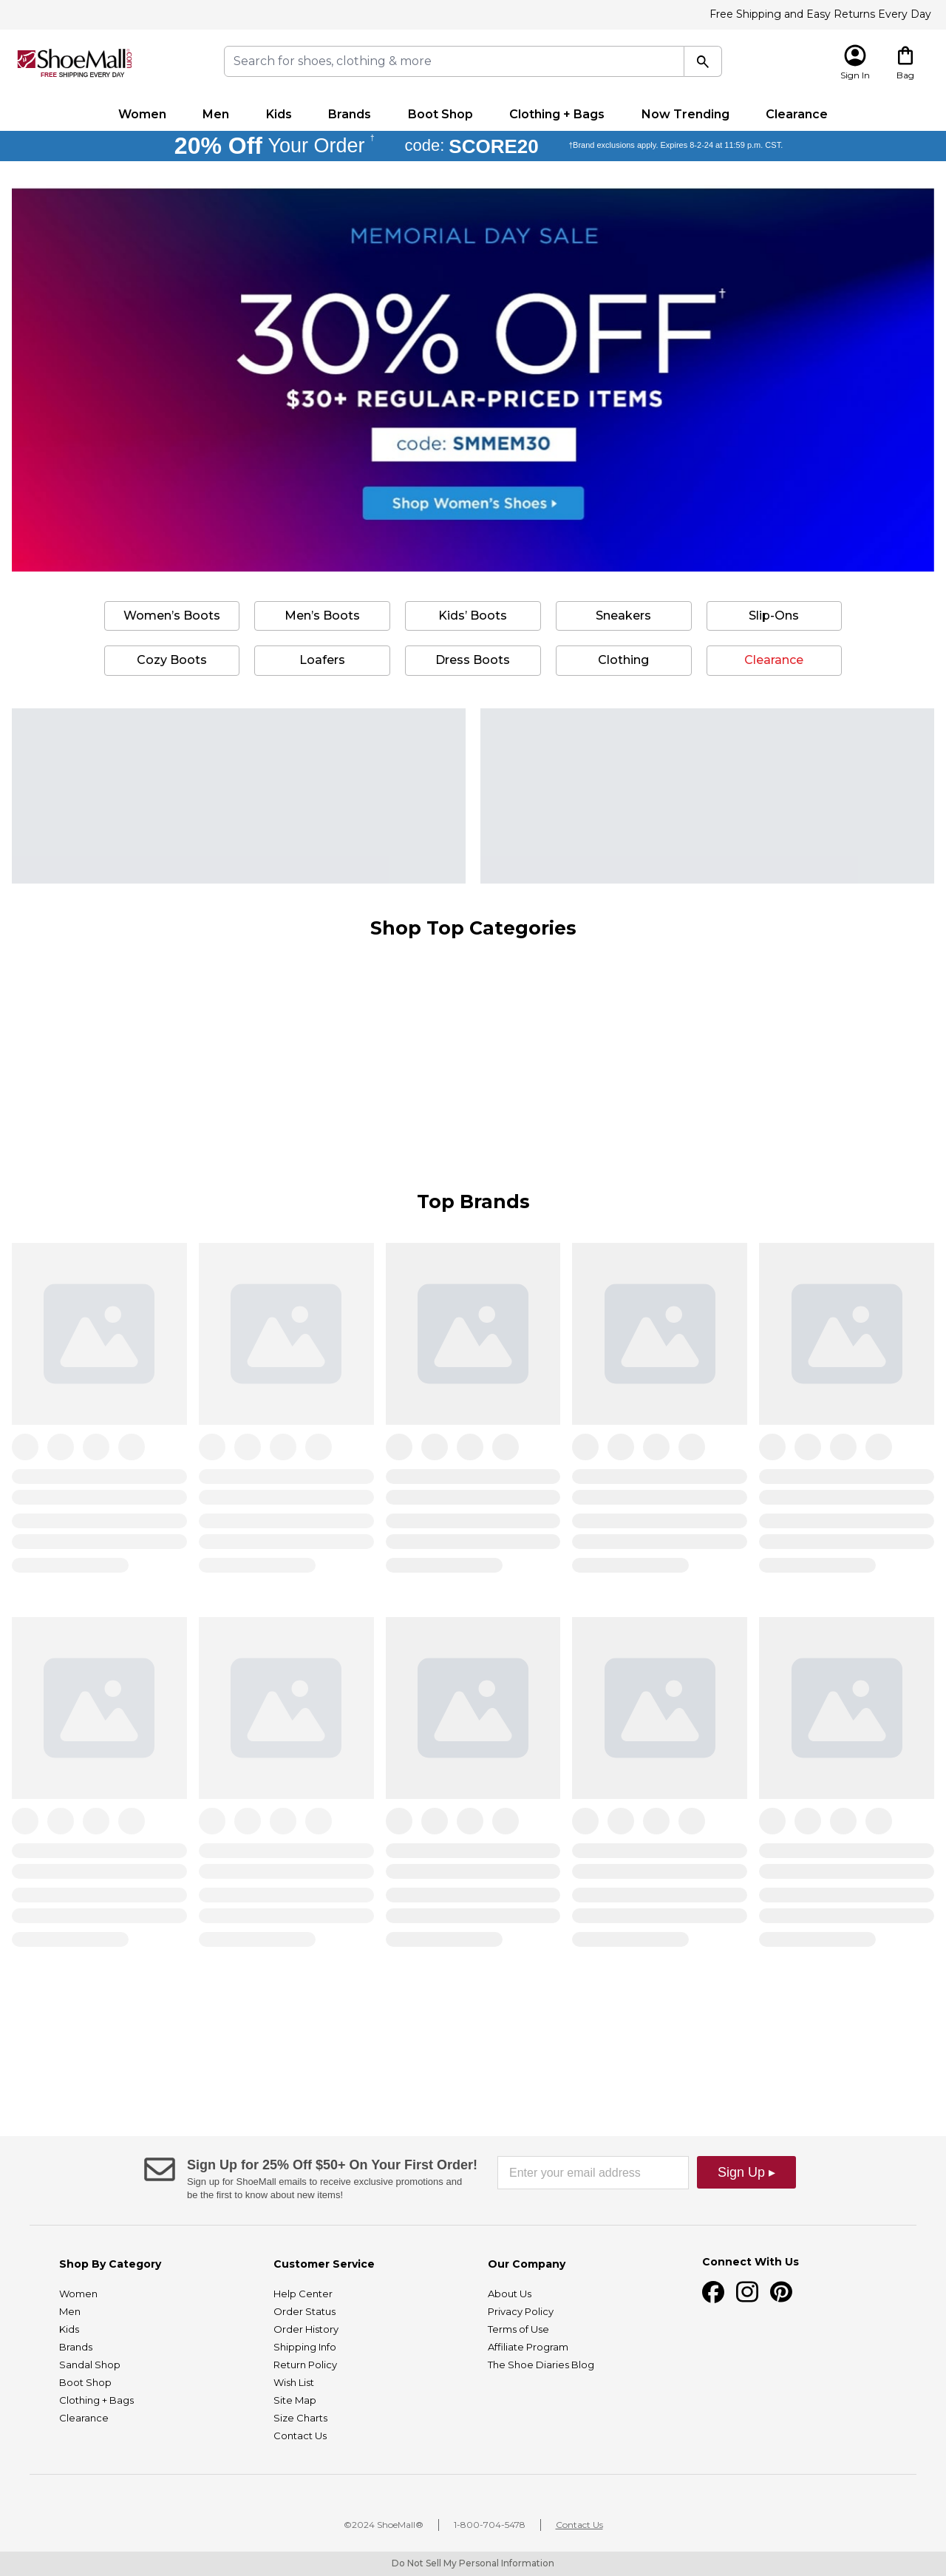 Free Shipping and Easy Returns Every Day
ShoeMall.com
FREE SHIPPING EVERY DAY
Search for shoes, clothing & more
Sign In
Bag
Women Men Kids Brands Boot Shop Clothing + Bags Now Trending Clearance
20% Off Your Order † code: SCORE20 †Brand exclusions apply. Expires 8-2-24 at 11:59 p.m. CST.
MEMORIAL DAY SALE
30% OFF†
$30+ REGULAR-PRICED ITEMS
code: SMMEM30
Shop Women's Shoes ▸
Women's Boots Men's Boots Kids' Boots Sneakers Slip-Ons
Cozy Boots Loafers Dress Boots Clothing Clearance
Shop Top Categories
Top Brands
Sign Up for 25% Off $50+ On Your First Order!
Sign up for ShoeMall emails to receive exclusive promotions and
be the first to know about new items!
Enter your email address
Sign Up ▸
Shop By Category
Women
Men
Kids
Brands
Sandal Shop
Boot Shop
Clothing + Bags
Clearance
Customer Service
Help Center
Order Status
Order History
Shipping Info
Return Policy
Wish List
Site Map
Size Charts
Contact Us
Our Company
About Us
Privacy Policy
Terms of Use
Affiliate Program
The Shoe Diaries Blog
Connect With Us
©2024 ShoeMall® 1-800-704-5478 Contact Us
Do Not Sell My Personal Information